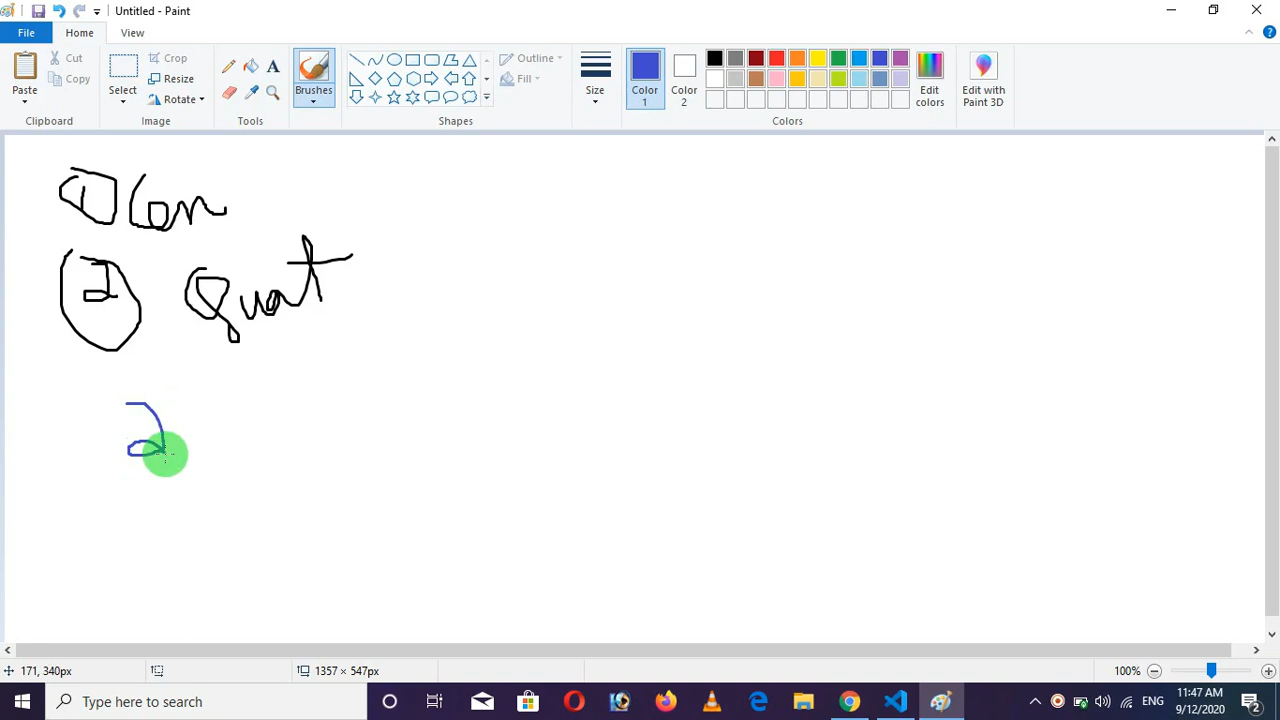 Untitled - Paint
File Home View
Paste Cut Copy Select Crop Resize Rotate Brushes Outline Fill Size Color 1 Color 2 Edit colors Edit with Paint 3D
Clipboard Image Tools Shapes Colors
1 Con
2 Quat
2
171, 340px 1357 × 547px 100%
Type here to search ENG 11:47 AM 9/12/2020 2